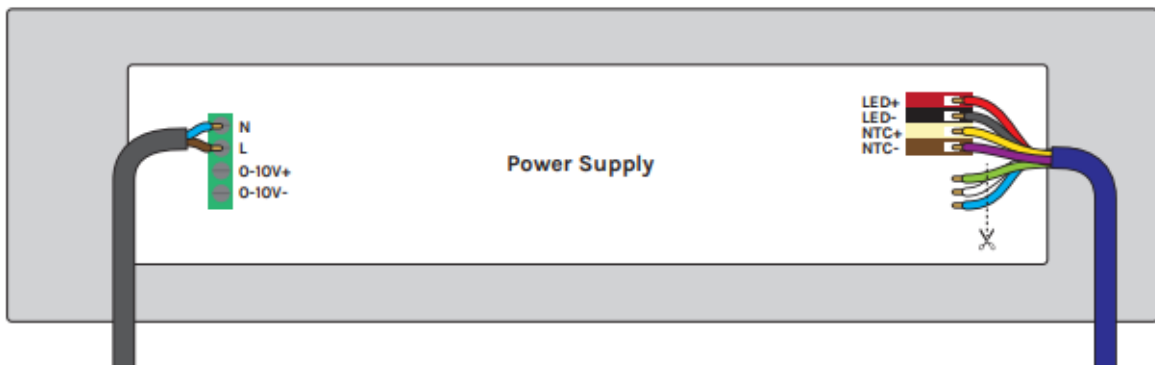 N
L
0-10V+
0-10V-
Power Supply
LED+
LED-
NTC+
NTC-